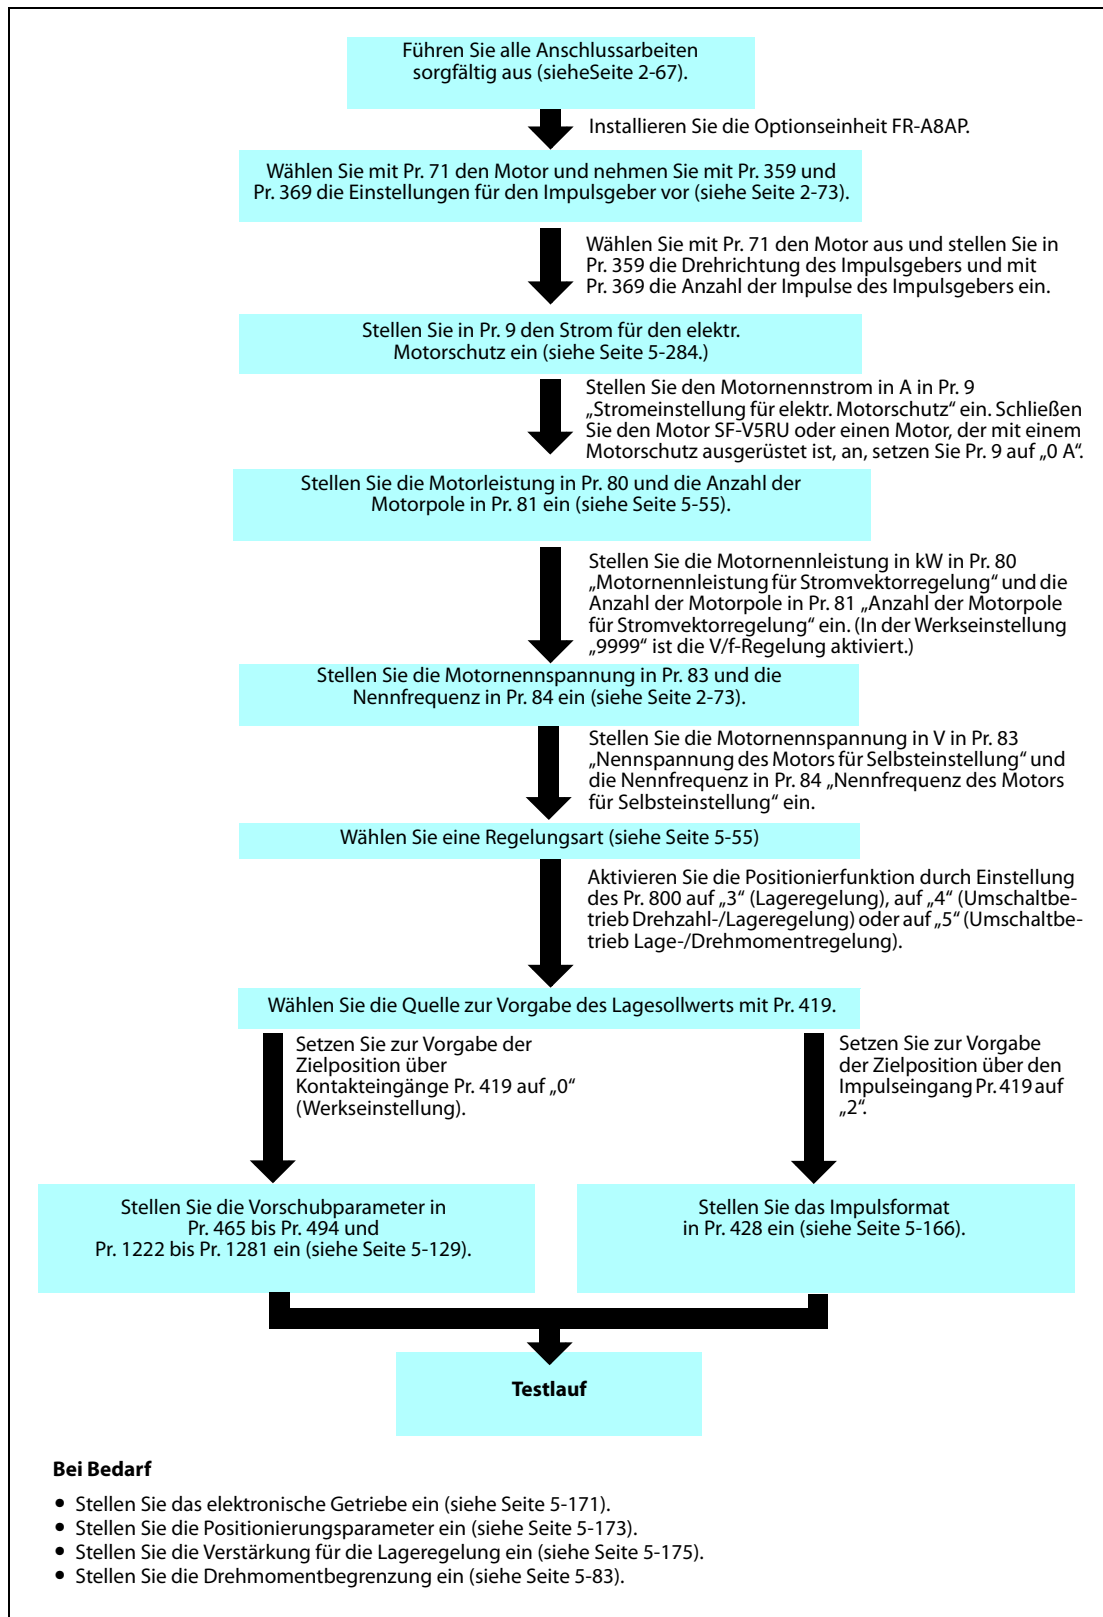 Führen Sie alle Anschlussarbeiten
sorgfältig aus (sieheSeite 2-67).
Installieren Sie die Optionseinheit FR-A8AP.
Wählen Sie mit Pr. 71 den Motor und nehmen Sie mit Pr. 359 und
Pr. 369 die Einstellungen für den Impulsgeber vor (siehe Seite 2-73).
Wählen Sie mit Pr. 71 den Motor aus und stellen Sie in
Pr. 359 die Drehrichtung des Impulsgebers und mit
Pr. 369 die Anzahl der Impulse des Impulsgebers ein.
Stellen Sie in Pr. 9 den Strom für den elektr.
Motorschutz ein (siehe Seite 5-284.)
Stellen Sie den Motornennstrom in A in Pr. 9
„Stromeinstellung für elektr. Motorschutz“ ein. Schließen
Sie den Motor SF-V5RU oder einen Motor, der mit einem
Motorschutz ausgerüstet ist, an, setzen Sie Pr. 9 auf „0 A“.
Stellen Sie die Motorleistung in Pr. 80 und die Anzahl der
Motorpole in Pr. 81 ein (siehe Seite 5-55).
Stellen Sie die Motornennleistung in kW in Pr. 80
„Motornennleistung für Stromvektorregelung“ und die
Anzahl der Motorpole in Pr. 81 „Anzahl der Motorpole
für Stromvektorregelung“ ein. (In der Werkseinstellung
„9999“ ist die V/f-Regelung aktiviert.)
Stellen Sie die Motornennspannung in Pr. 83 und die
Nennfrequenz in Pr. 84 ein (siehe Seite 2-73).
Stellen Sie die Motornennspannung in V in Pr. 83
„Nennspannung des Motors für Selbsteinstellung“ und
die Nennfrequenz in Pr. 84 „Nennfrequenz des Motors
für Selbsteinstellung“ ein.
Wählen Sie eine Regelungsart (siehe Seite 5-55)
Aktivieren Sie die Positionierfunktion durch Einstellung
des Pr. 800 auf „3“ (Lageregelung), auf „4“ (Umschaltbe-
trieb Drehzahl-/Lageregelung) oder auf „5“ (Umschaltbe-
trieb Lage-/Drehmomentregelung).
Wählen Sie die Quelle zur Vorgabe des Lagesollwerts mit Pr. 419.
Setzen Sie zur Vorgabe der
Zielposition über
Kontakteingänge Pr. 419 auf „0“
(Werkseinstellung).
Setzen Sie zur Vorgabe
der Zielposition über den
Impulseingang Pr. 419 auf
„2“.
Stellen Sie die Vorschubparameter in
Pr. 465 bis Pr. 494 und
Pr. 1222 bis Pr. 1281 ein (siehe Seite 5-129).
Stellen Sie das Impulsformat
in Pr. 428 ein (siehe Seite 5-166).
Testlauf
Bei Bedarf
• Stellen Sie das elektronische Getriebe ein (siehe Seite 5-171).
• Stellen Sie die Positionierungsparameter ein (siehe Seite 5-173).
• Stellen Sie die Verstärkung für die Lageregelung ein (siehe Seite 5-175).
• Stellen Sie die Drehmomentbegrenzung ein (siehe Seite 5-83).